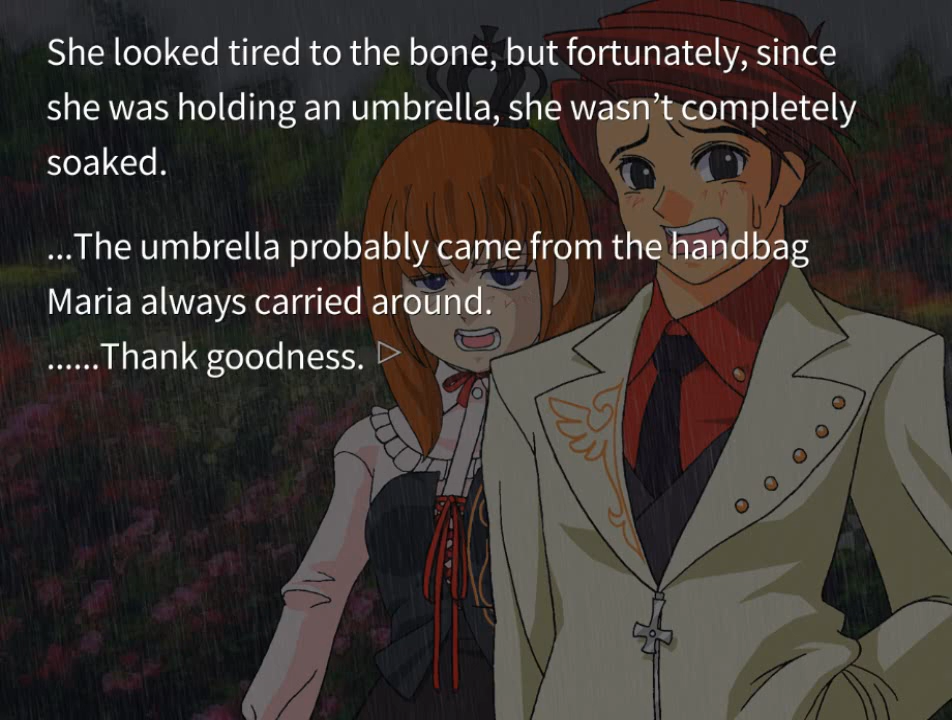 She looked tired to the bone, but fortunately, since
she was holding an umbrella, she wasn’t completely
soaked.
...The umbrella probably came from the handbag
Maria always carried around.
......Thank goodness.